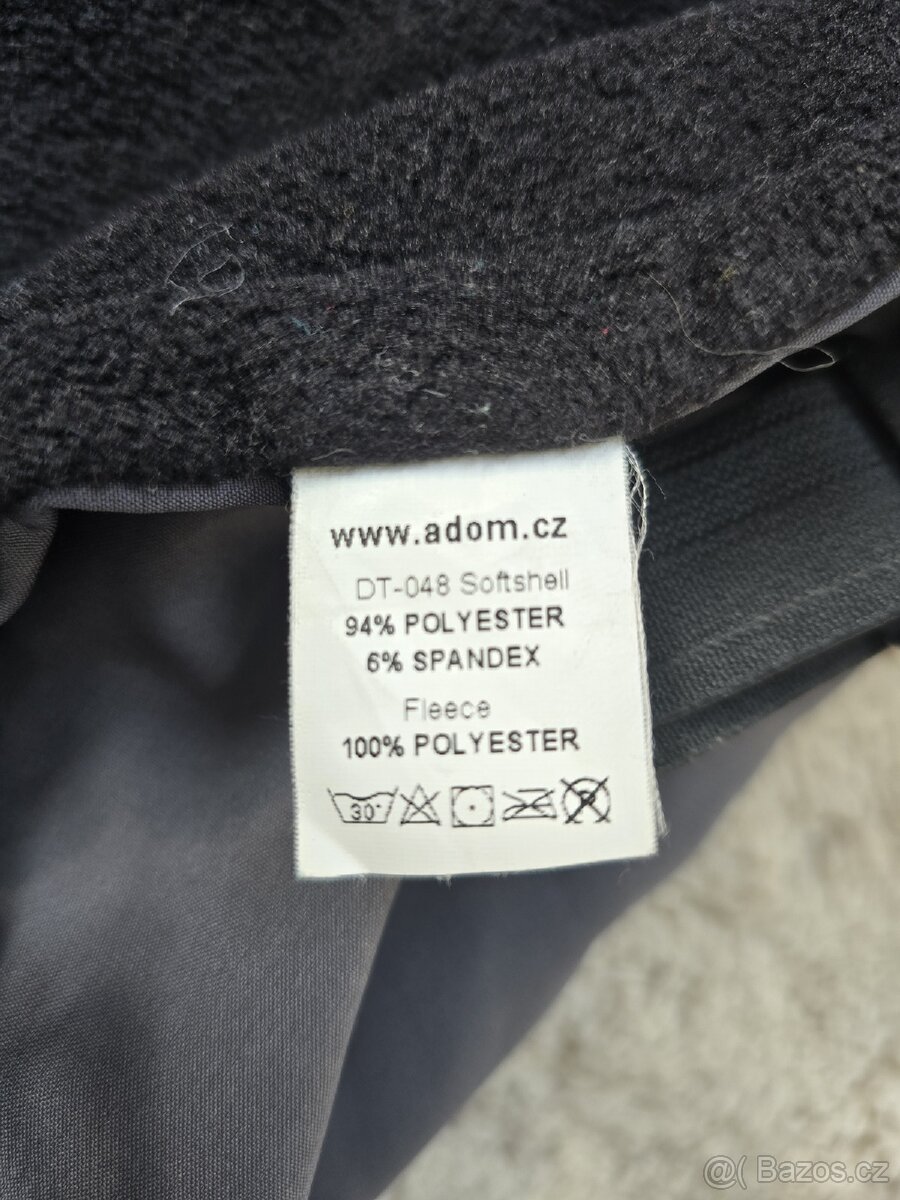 www.adom.cz
DT-048 Softshell
94% POLYESTER
6% SPANDEX
Fleece
100% POLYESTER
30°
P
@( Bazos.cz